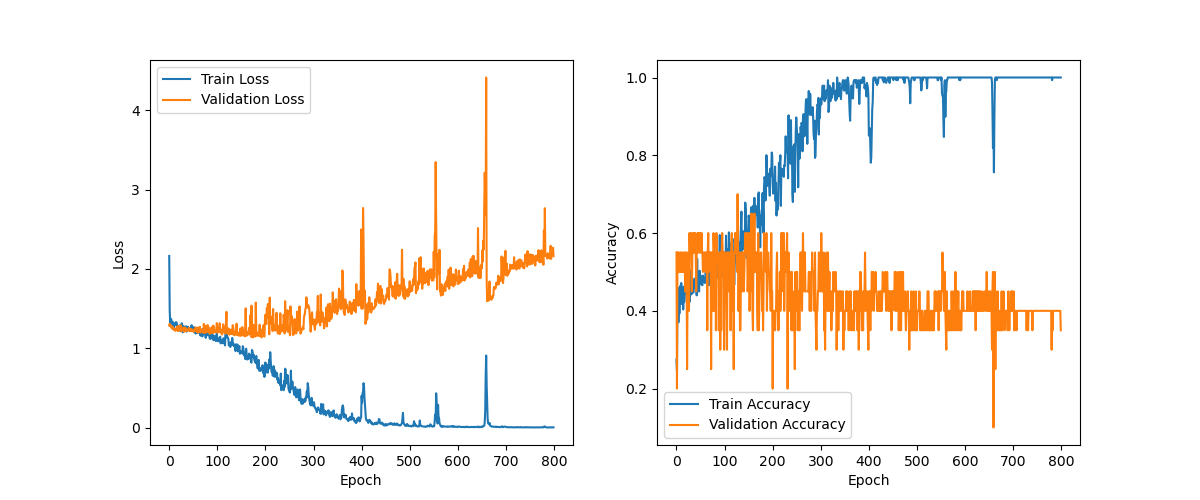 Train Loss
Validation Loss
4
3
2
1
0
Loss
0 100 200 300 400 500 600 700 800
Epoch
1.0
0.8
0.6
0.4
0.2
Accuracy
Train Accuracy
Validation Accuracy
0 100 200 300 400 500 600 700 800
Epoch